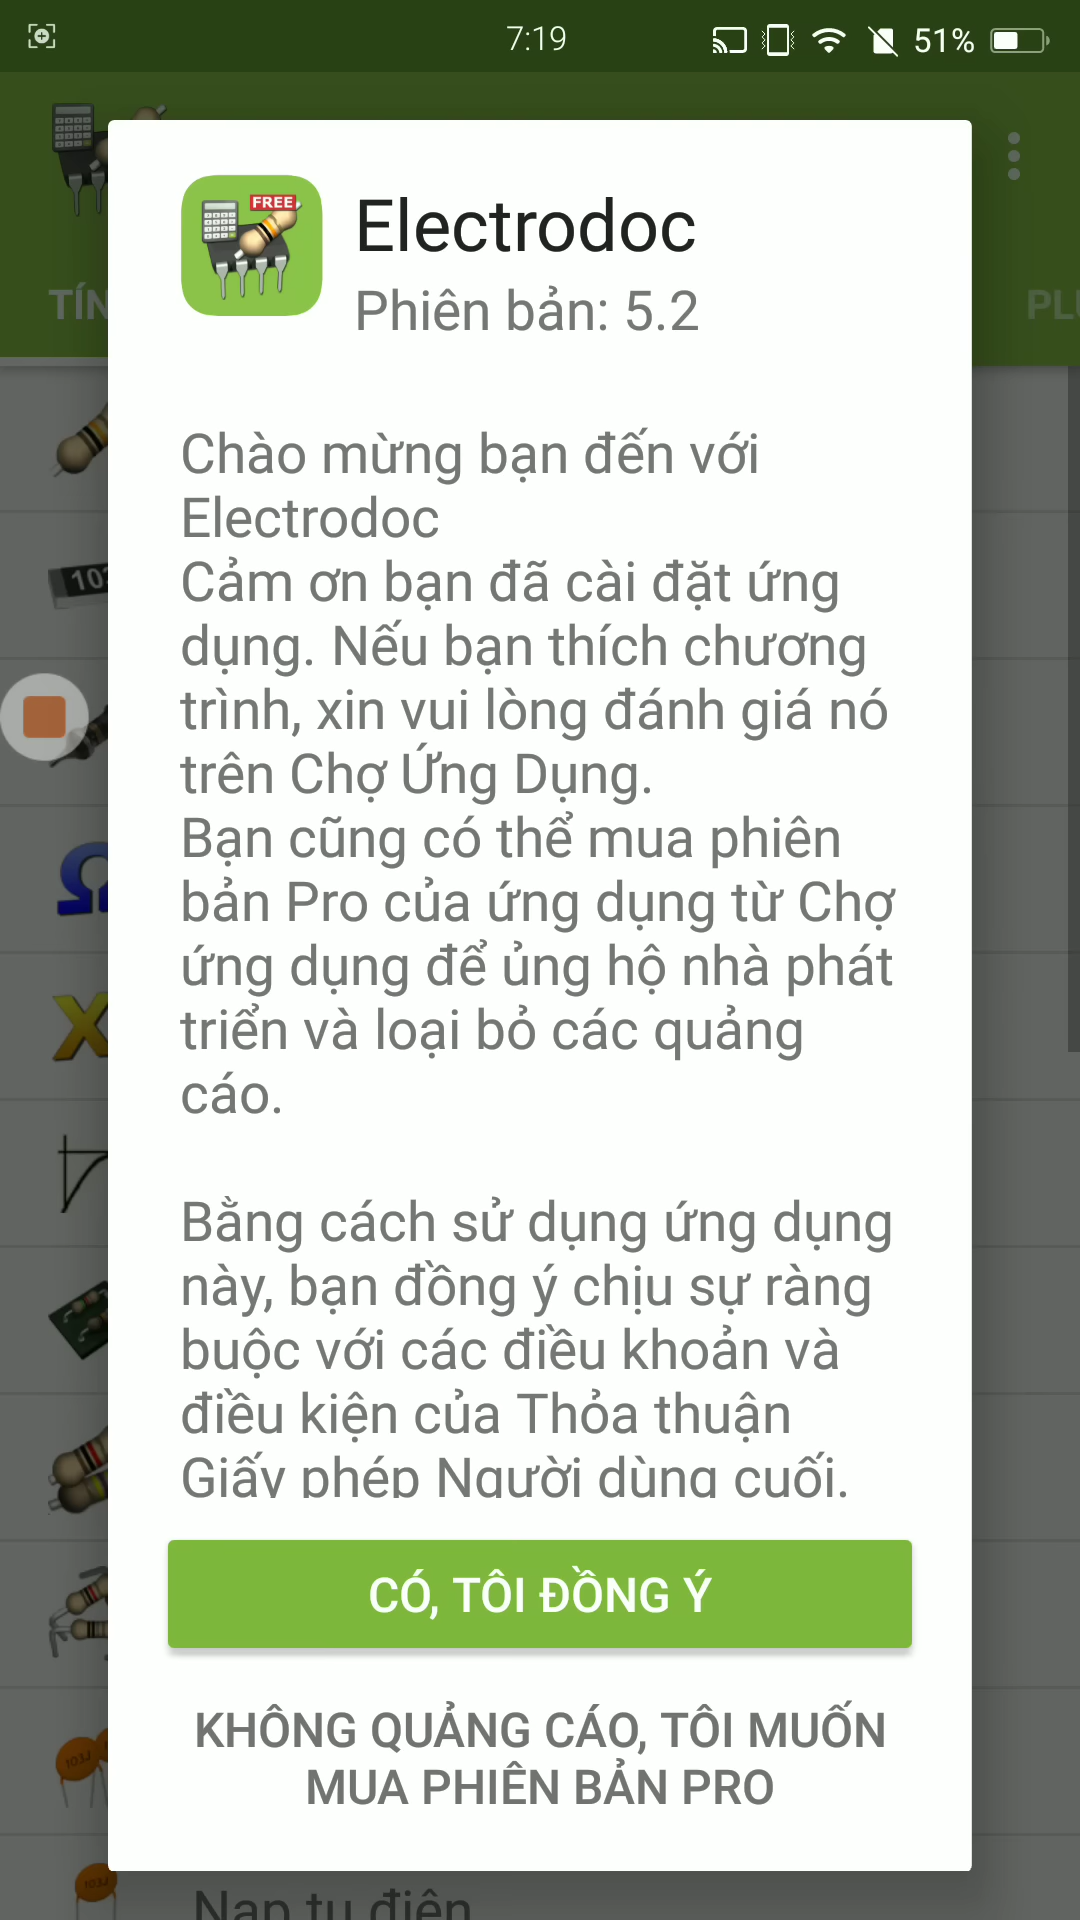 7:19
51%
FREE
Electrodoc
Phiên bản: 5.2
TÍN
PL
Chào mừng bạn đến với
Electrodoc
Cảm ơn bạn đã cài đặt ứng
dụng. Nếu bạn thích chương
trình, xin vui lòng đánh giá nó
trên Chợ Ứng Dụng.
Bạn cũng có thể mua phiên
bản Pro của ứng dụng từ Chợ
ứng dụng để ủng hộ nhà phát
triển và loại bỏ các quảng
cáo.
Bằng cách sử dụng ứng dụng
này, bạn đồng ý chịu sự ràng
buộc với các điều khoản và
điều kiện của Thỏa thuận
Giấy phép Người dùng cuối.
CÓ, TÔI ĐỒNG Ý
KHÔNG QUẢNG CÁO, TÔI MUỐN
MUA PHIÊN BẢN PRO
103J
103J
Nạp tụ điện